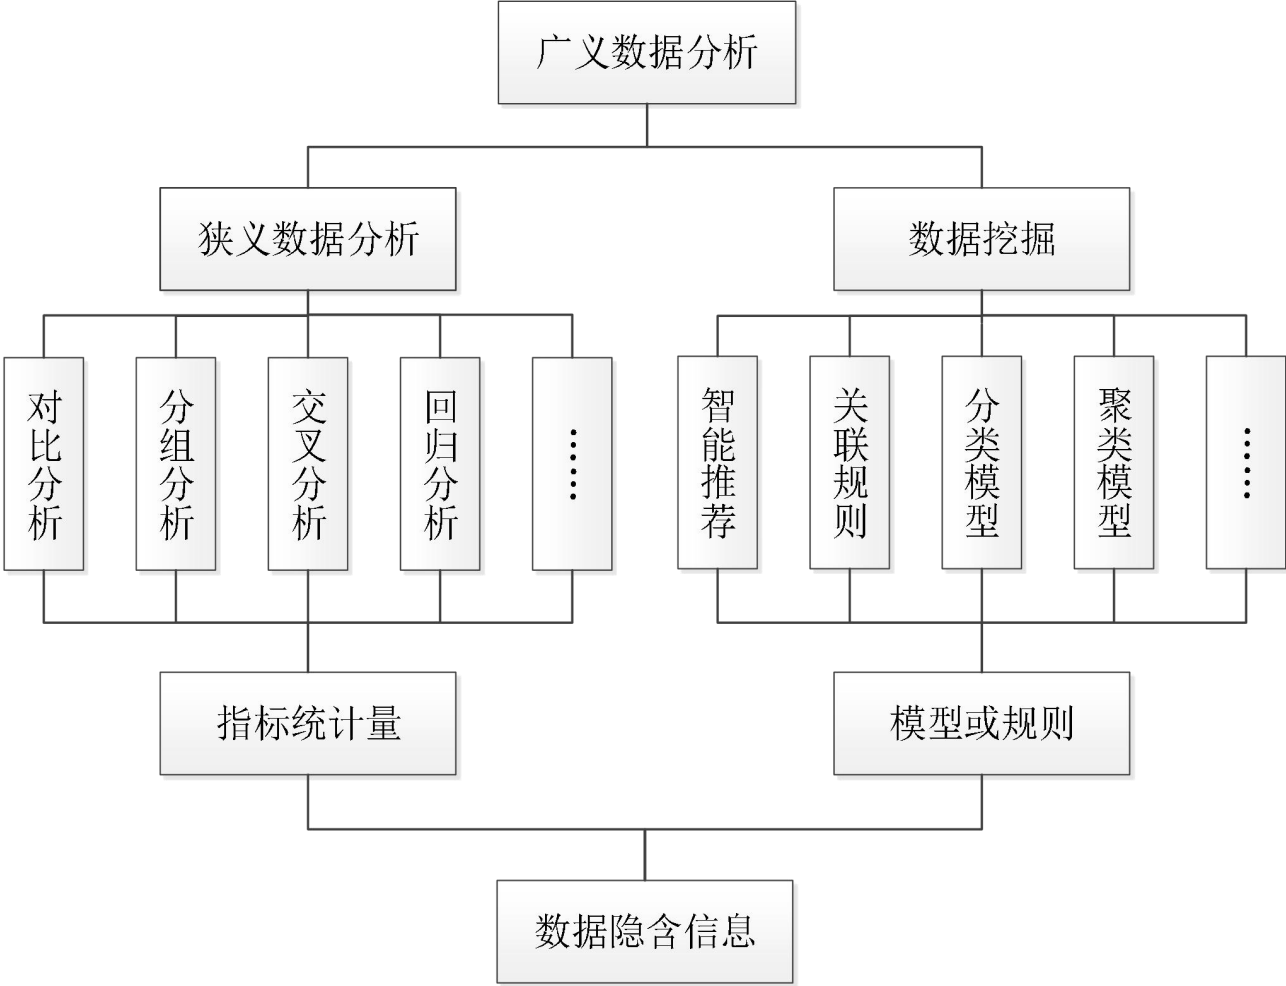 广义数据分析
狭义数据分析
数据挖掘
对比分析
分组分析
交叉分析
回归分析
……
智能推荐
关联规则
分类模型
聚类模型
……
指标统计量
模型或规则
数据隐含信息